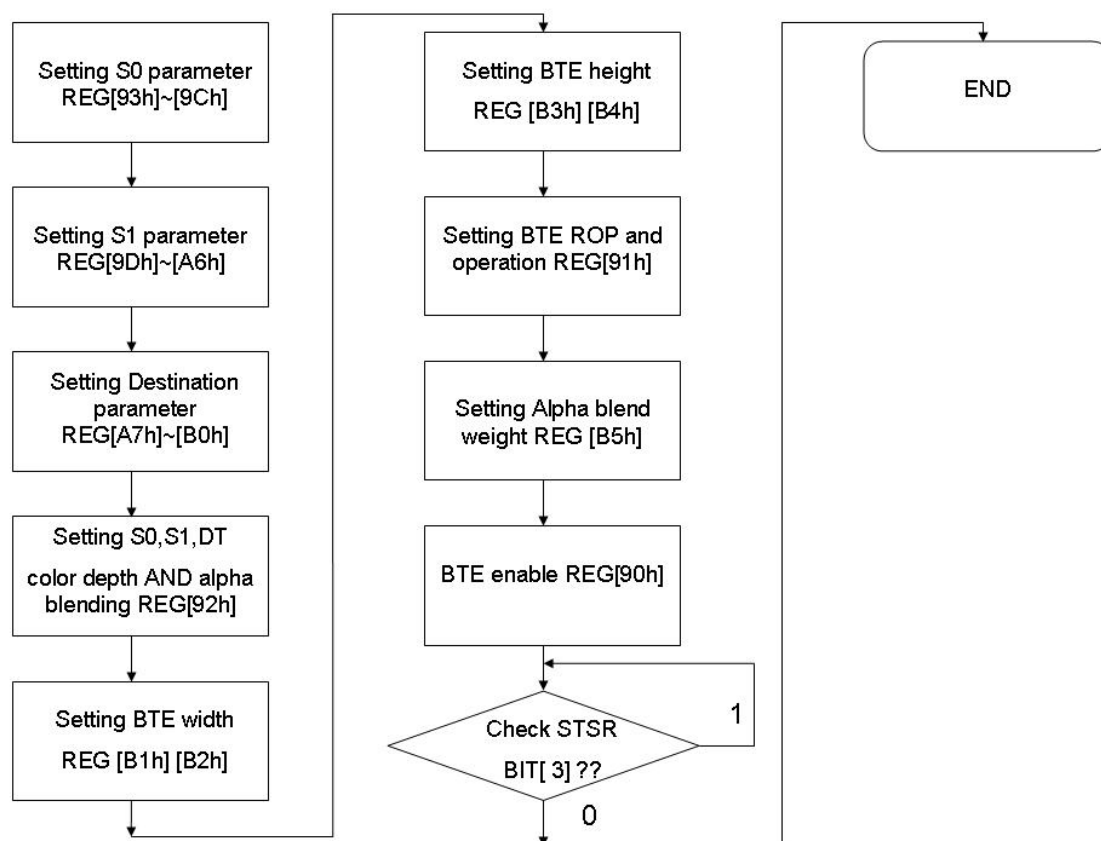 Setting S0 parameter
REG[93h]~[9Ch]
Setting S1 parameter
REG[9Dh]~[A6h]
Setting Destination
parameter
REG[A7h]~[B0h]
Setting S0,S1,DT
color depth AND alpha
blending REG[92h]
Setting BTE width
REG [B1h] [B2h]
Setting BTE height
REG [B3h] [B4h]
Setting BTE ROP and
operation REG[91h]
Setting Alpha blend
weight REG [B5h]
BTE enable REG[90h]
Check STSR
BIT[ 3] ??
1
0
END